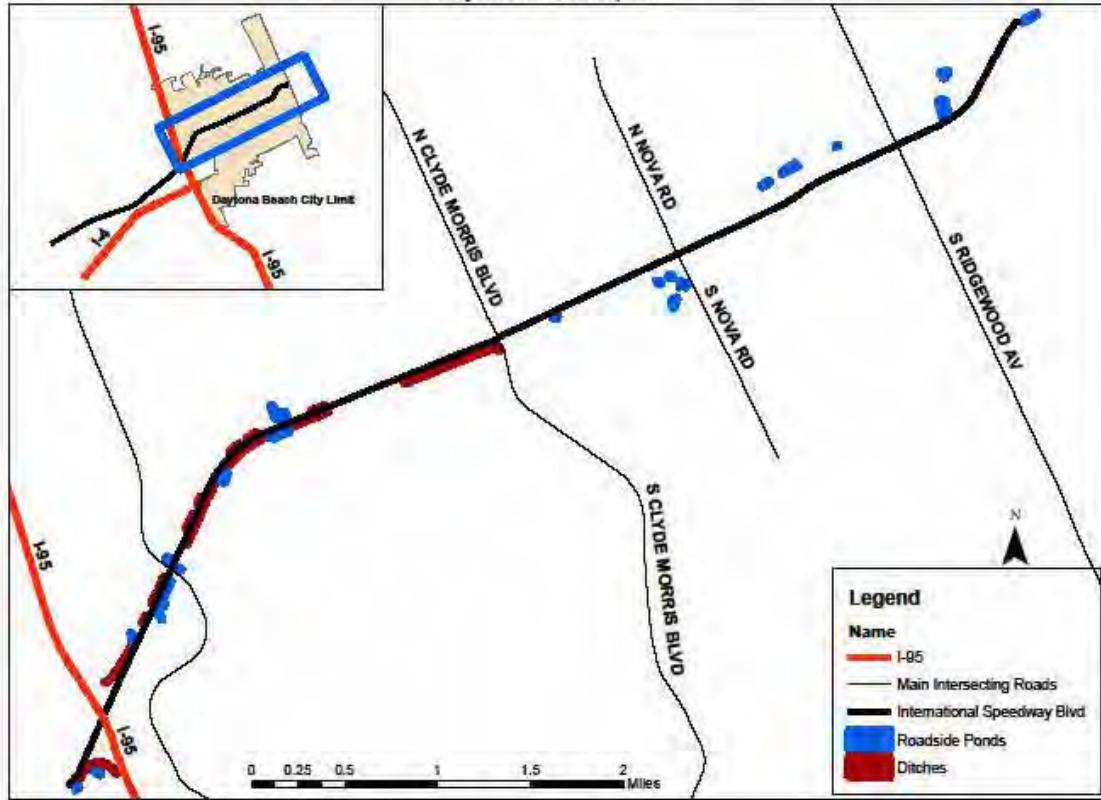 I-95
Daytona Beach City Limit
I-4
I-95
N CLYDE MORRIS BLVD
N NOVA RD
S NOVA RD
S RIDGEWOOD AV
S CLYDE MORRIS BLVD
I-95
I-95
N
Legend
Name
I-95
Main Intersecting Roads
International Speedway Blvd
Roadside Ponds
Ditches
0 0.25 0.5 1 1.5 2
Miles